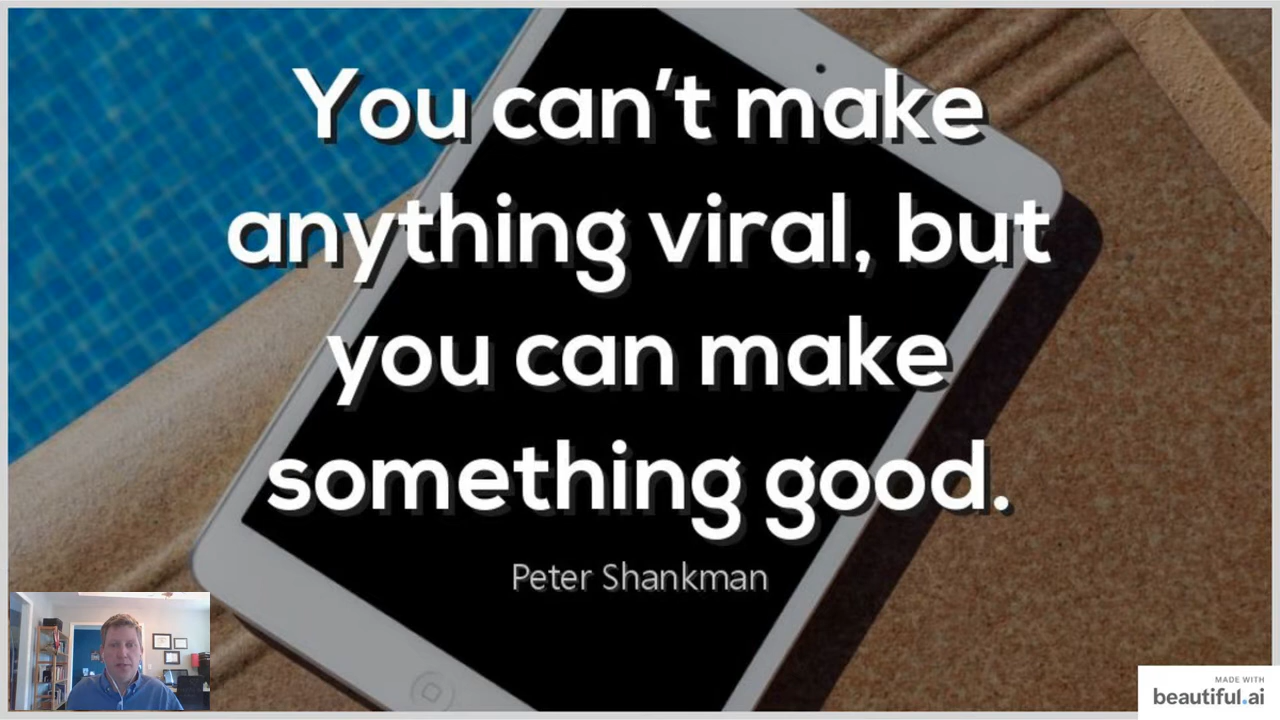 You can't make
anything viral, but
you can make
something good.
Peter Shankman
MADE WITH
beautiful.ai